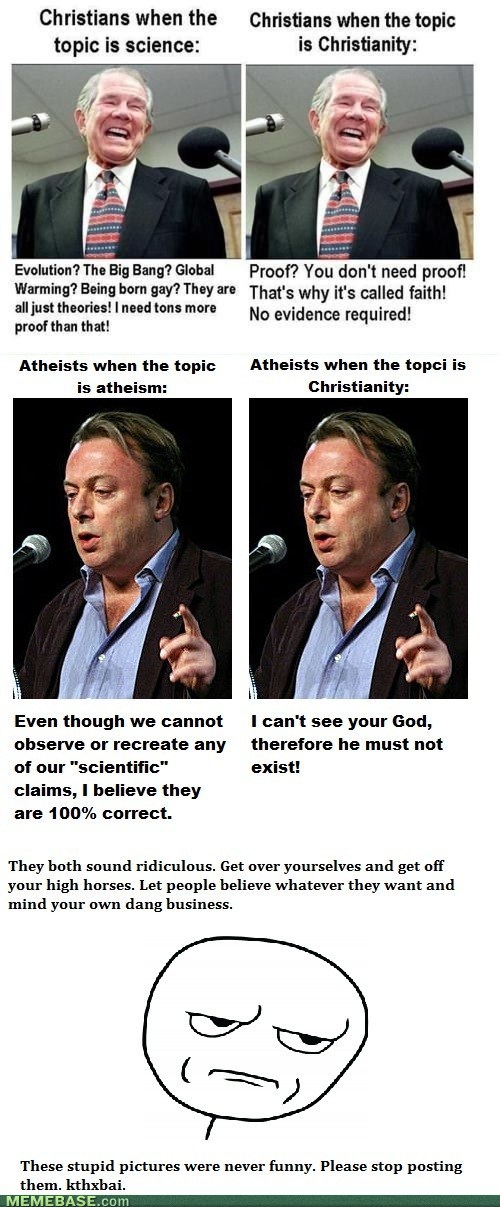 Christians when the
topic is science:
Christians when the topic
is Christianity:
Evolution? The Big Bang? Global
Warming? Being born gay? They are
all just theories! I need tons more
proof than that!
Proof? You don't need proof!
That's why it's called faith!
No evidence required!
Atheists when the topic
is atheism:
Atheists when the topci is
Christianity:
Even though we cannot
observe or recreate any
of our "scientific"
claims, I believe they
are 100% correct.
I can't see your God,
therefore he must not
exist!
They both sound ridiculous. Get over yourselves and get off
your high horses. Let people believe whatever they want and
mind your own dang business.
These stupid pictures were never funny. Please stop posting
them. kthxbai.
MEMEBASE.com